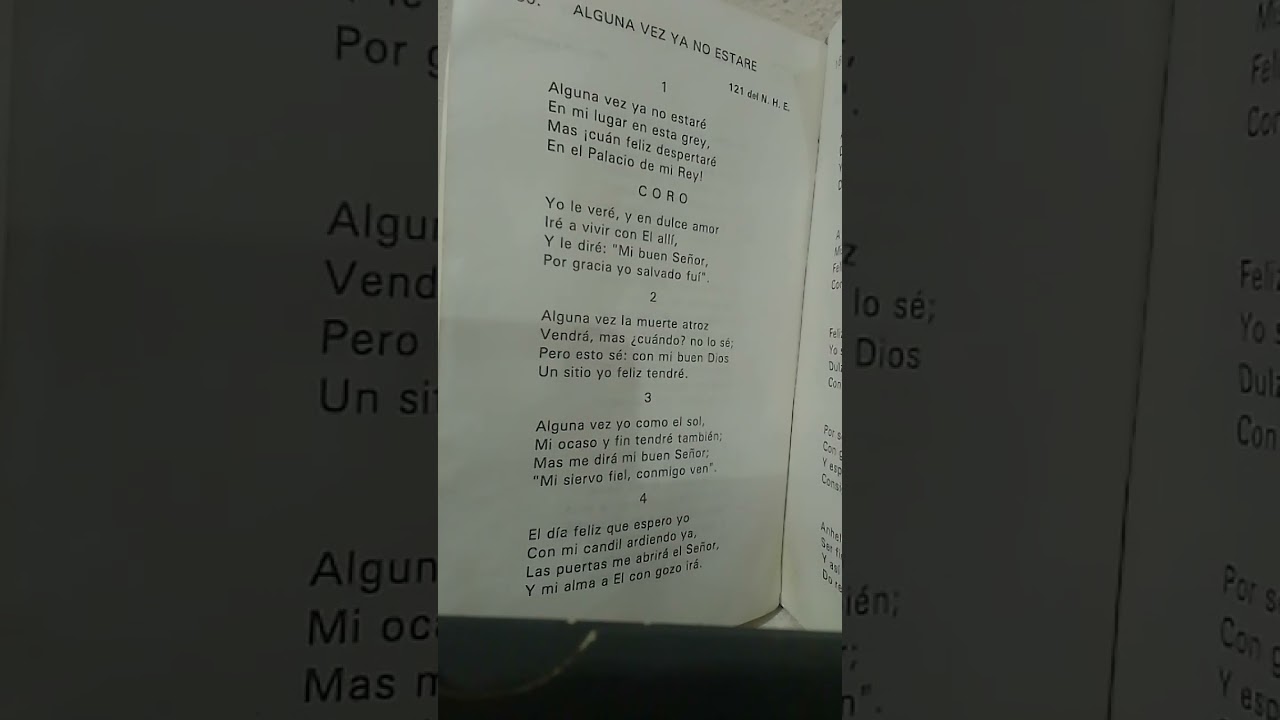 ALGUNA VEZ YA NO ESTARE
1
121 del N. H. E.
Alguna vez ya no estaré
En mi lugar en esta grey,
Mas ¡cuán feliz despertaré
En el Palacio de mi Rey!
CORO
Yo le veré, y en dulce amor
Iré a vivir con El allí,
Y le diré: "Mi buen Señor,
Por gracia yo salvado fuí".
2
Alguna vez la muerte atroz
Vendrá, mas ¿cuándo? no lo sé;
Pero esto sé: con mi buen Dios
Un sitio yo feliz tendré.
3
Alguna vez yo como el sol,
Mi ocaso y fin tendré también;
Mas me dirá mi buen Señor;
"Mi siervo fiel, conmigo ven".
4
El día feliz que espero yo
Con mi candil ardiendo ya,
Las puertas me abrirá el Señor,
Y mi alma a El con gozo irá.